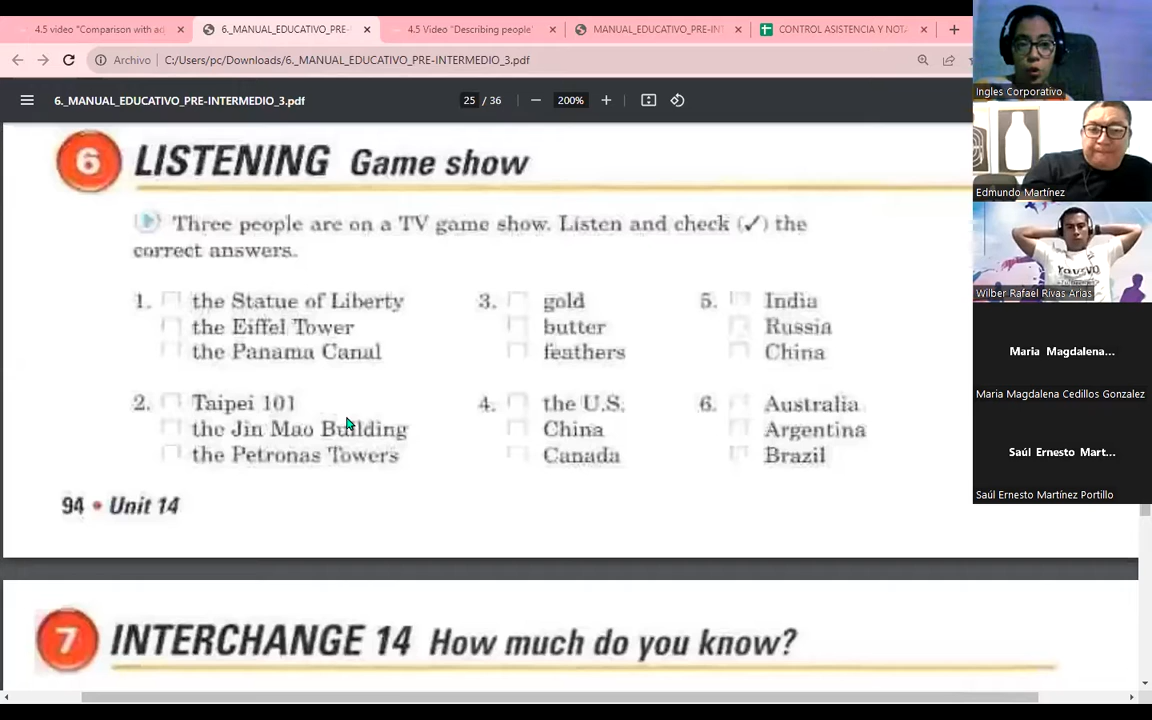 4.5 video "Comparison with ad
6._MANUAL_EDUCATIVO_PRE-
4.5 Video "Describing people"
MANUAL_EDUCATIVO_PRE-INT
CONTROL ASISTENCIA Y NOTA
Archivo
C:/Users/pc/Downloads/6._MANUAL_EDUCATIVO_PRE-INTERMEDIO_3.pdf
6._MANUAL_EDUCATIVO_PRE-INTERMEDIO_3.pdf
25 / 36
200%
6 LISTENING Game show
Three people are on a TV game show. Listen and check (✓) the
correct answers.
1. the Statue of Liberty
the Eiffel Tower
the Panama Canal
2. Taipei 101
the Jin Mao Building
the Petronas Towers
3. gold
butter
feathers
4. the U.S.
China
Canada
5. India
Russia
China
6. Australia
Argentina
Brazil
94 • Unit 14
7 INTERCHANGE 14 How much do you know?
Ingles Corporativo
Edmundo Martínez
Wilber Rafael Rivas Arias
Maria Magdalena...
Maria Magdalena Cedillos Gonzalez
Saúl Ernesto Mart...
Saúl Ernesto Martínez Portillo